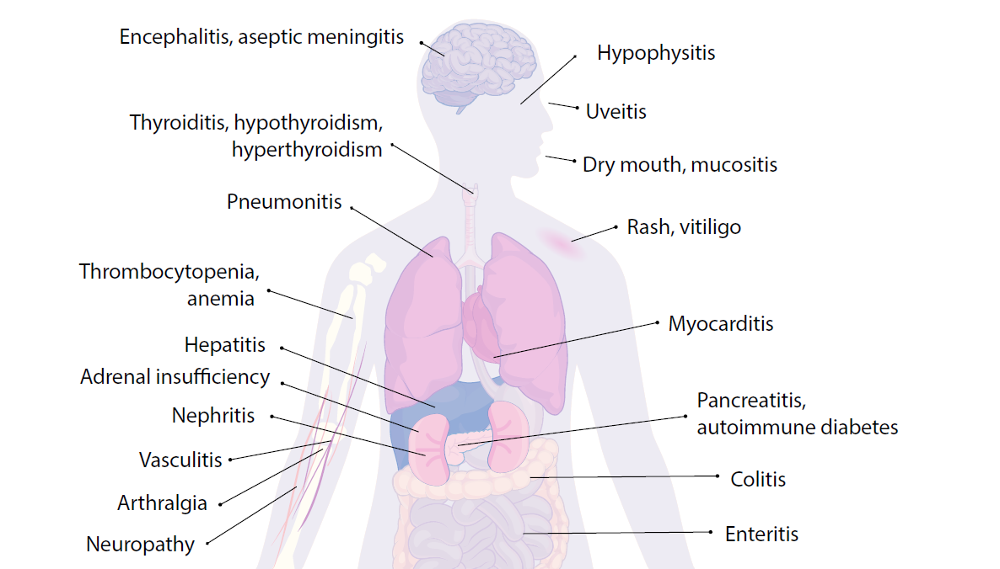 Encephalitis, aseptic meningitis
Hypophysitis
Uveitis
Thyroiditis, hypothyroidism,
hyperthyroidism
Dry mouth, mucositis
Pneumonitis
Rash, vitiligo
Thrombocytopenia,
anemia
Myocarditis
Hepatitis
Adrenal insufficiency
Pancreatitis,
autoimmune diabetes
Nephritis
Vasculitis
Colitis
Arthralgia
Enteritis
Neuropathy